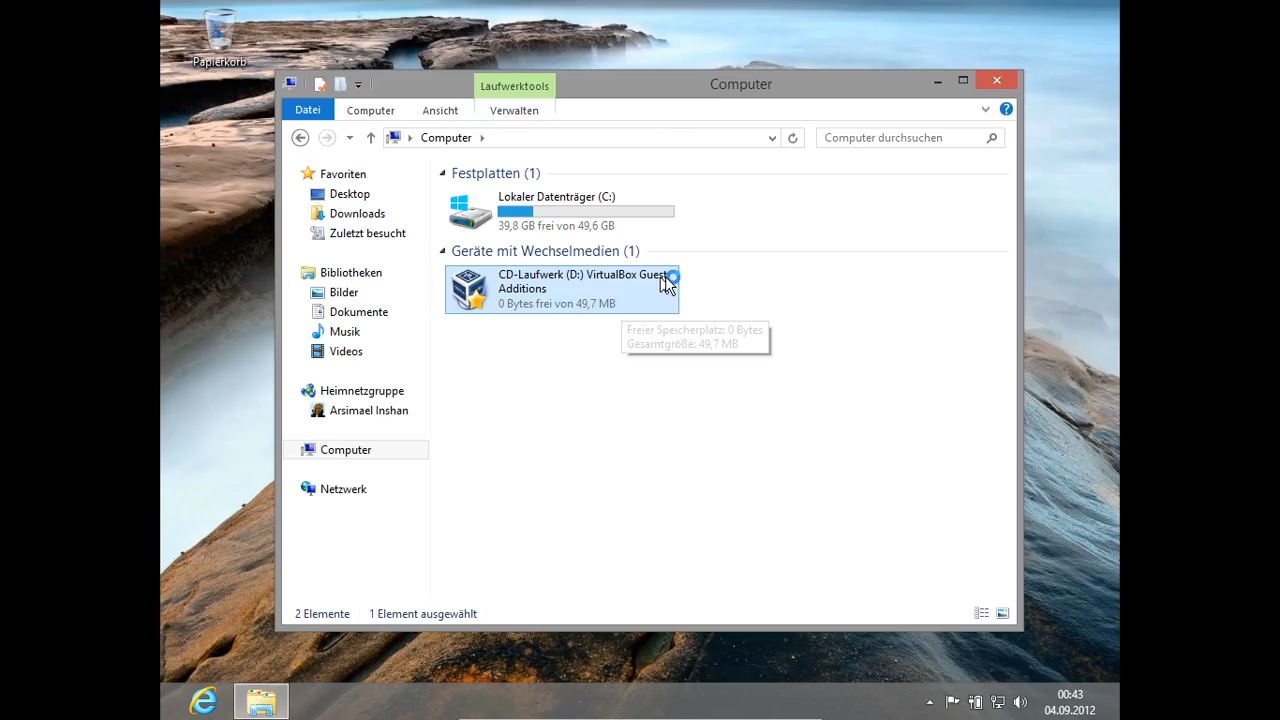 Papierkorb
Laufwerktools
Computer
Datei
Computer
Ansicht
Verwalten
Computer
Computer durchsuchen
Favoriten
Desktop
Downloads
Zuletzt besucht
Bibliotheken
Bilder
Dokumente
Musik
Videos
Heimnetzgruppe
Arsimael Inshan
Computer
Netzwerk
Festplatten (1)
Lokaler Datenträger (C:)
39,8 GB frei von 49,6 GB
Geräte mit Wechselmedien (1)
CD-Laufwerk (D:) VirtualBox Guest
Additions
0 Bytes frei von 49,7 MB
Freier Speicherplatz: 0 Bytes
Gesamtgröße: 49,7 MB
2 Elemente
1 Element ausgewählt
00:43
04.09.2012